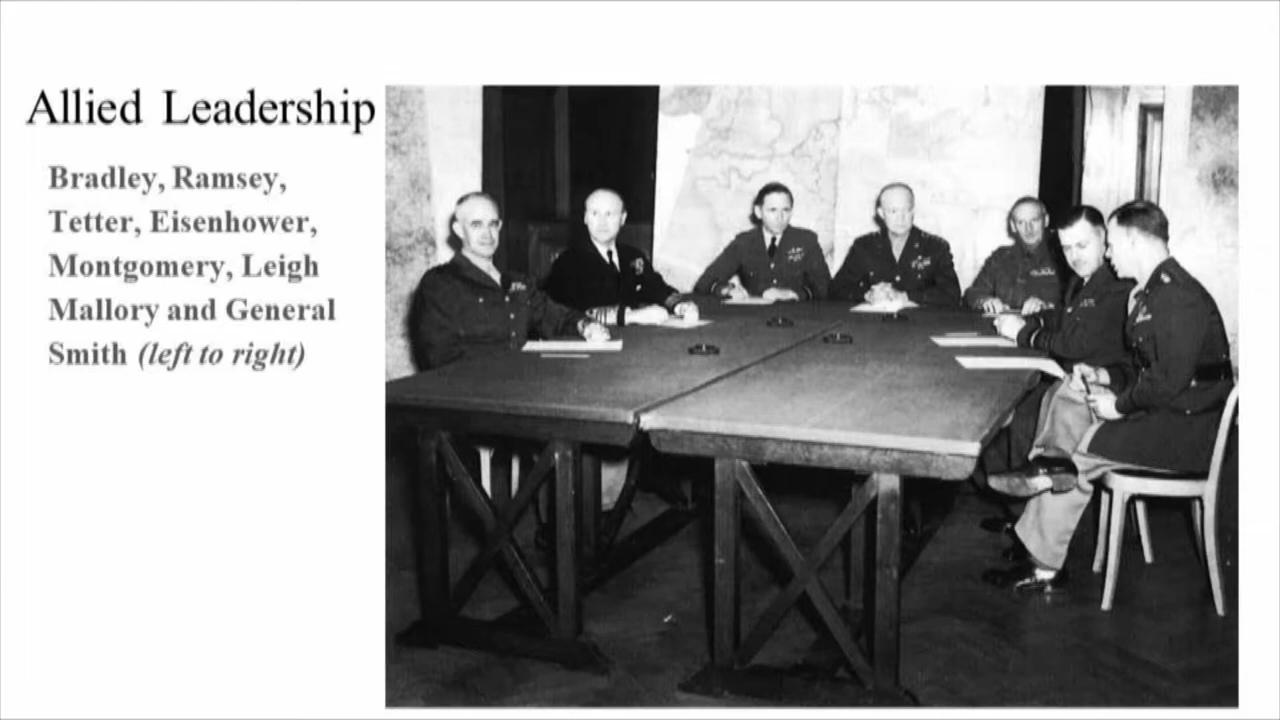 Allied Leadership
Bradley, Ramsey,
Tetter, Eisenhower,
Montgomery, Leigh
Mallory and General
Smith (left to right)